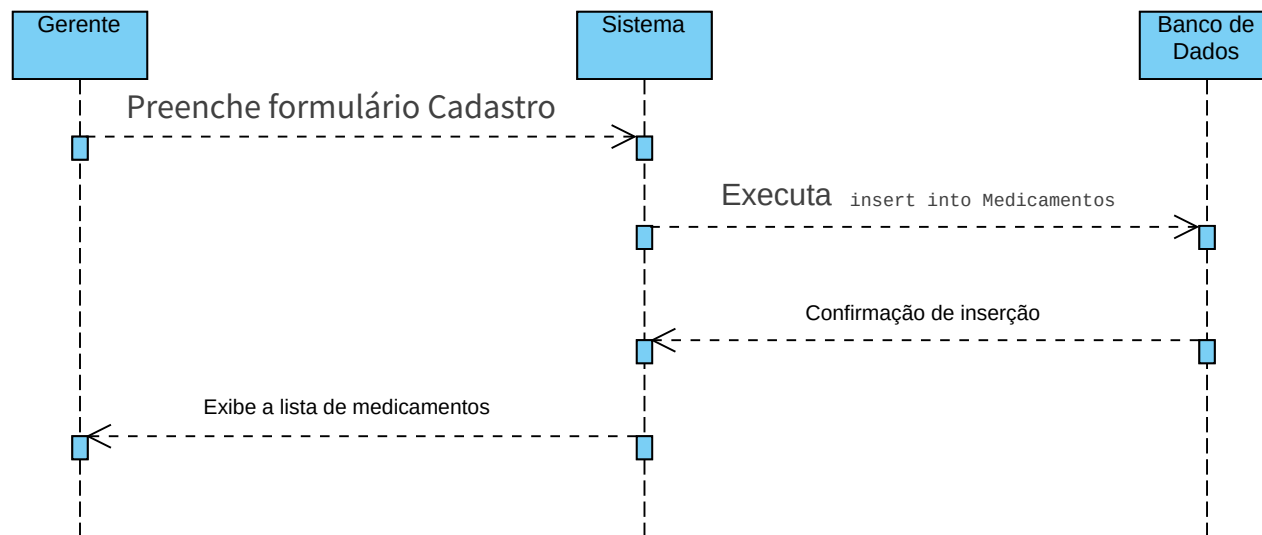 Gerente
Sistema
Banco de
Dados
Preenche formulário Cadastro
Executa insert into Medicamentos
Confirmação de inserção
Exibe a lista de medicamentos